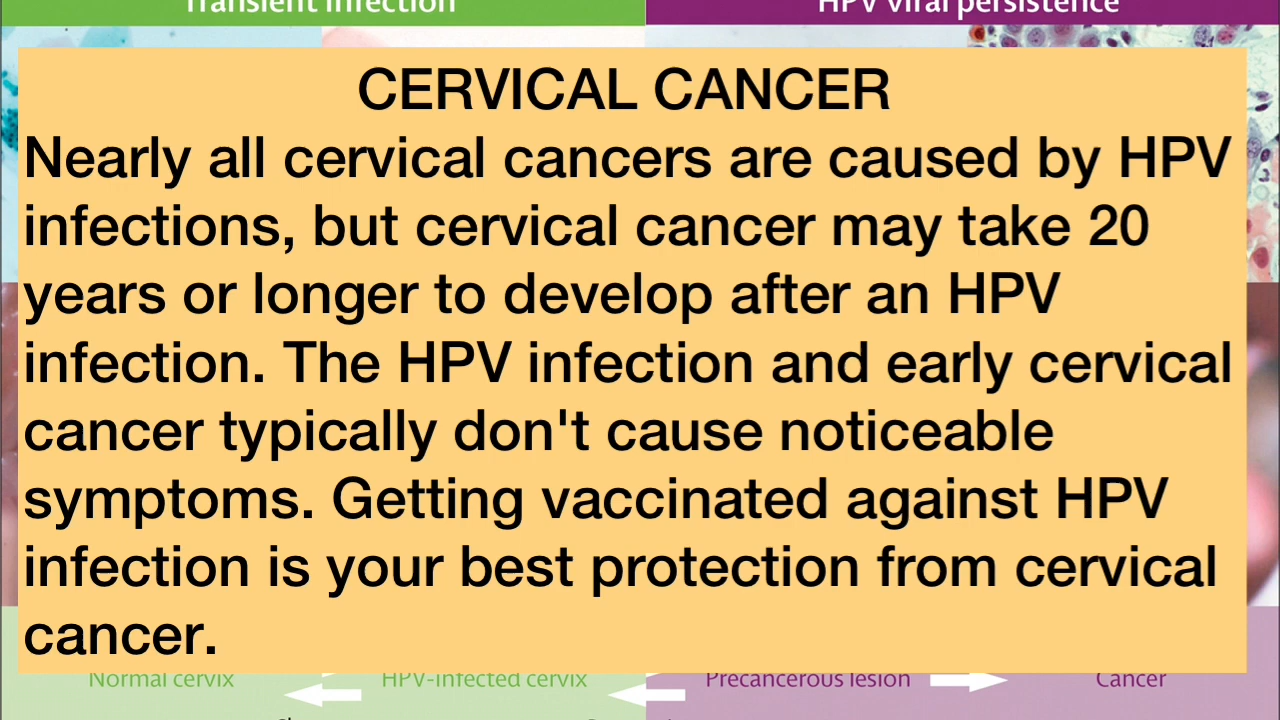 Transient infection
HPV viral persistence
CERVICAL CANCER
Nearly all cervical cancers are caused by HPV
infections, but cervical cancer may take 20
years or longer to develop after an HPV
infection. The HPV infection and early cervical
cancer typically don't cause noticeable
symptoms. Getting vaccinated against HPV
infection is your best protection from cervical
cancer.
Normal cervix
HPV-infected cervix
Precancerous lesion
Cancer